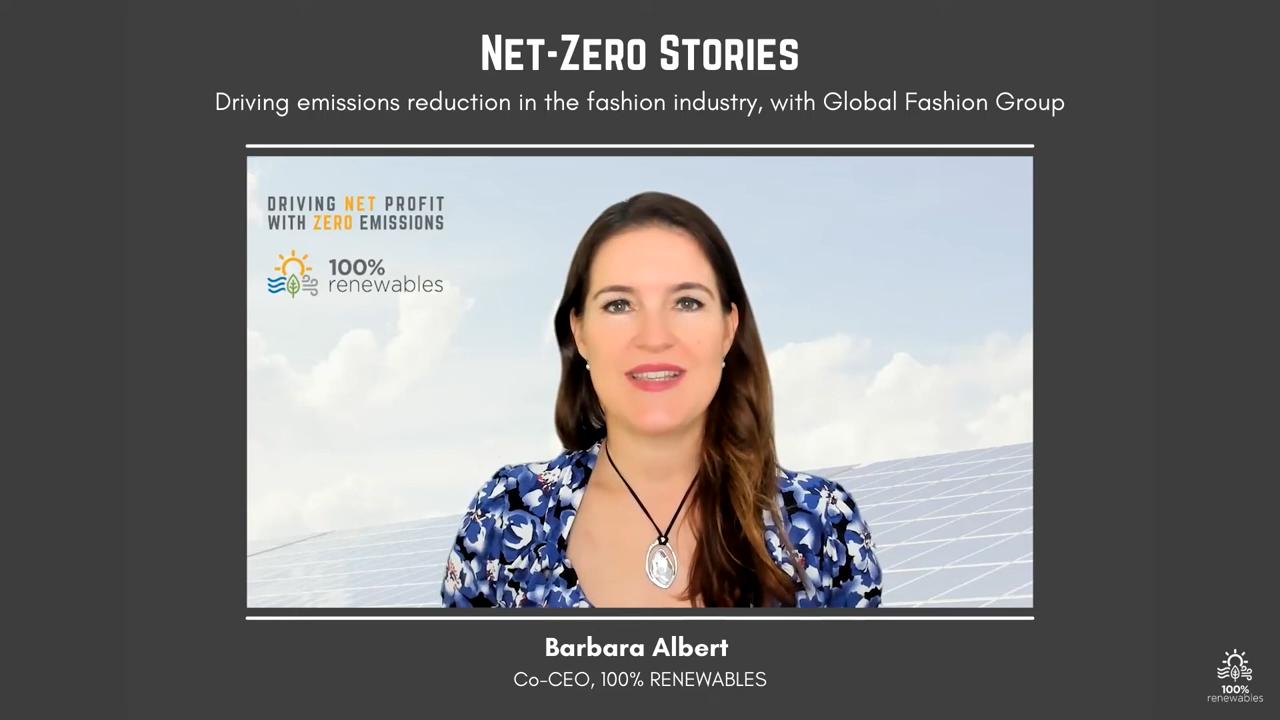 NET-ZERO STORIES
Driving emissions reduction in the fashion industry, with Global Fashion Group
DRIVING NET PROFIT
WITH ZERO EMISSIONS
100%
renewables
Barbara Albert
Co-CEO, 100% RENEWABLES
100%
renewables